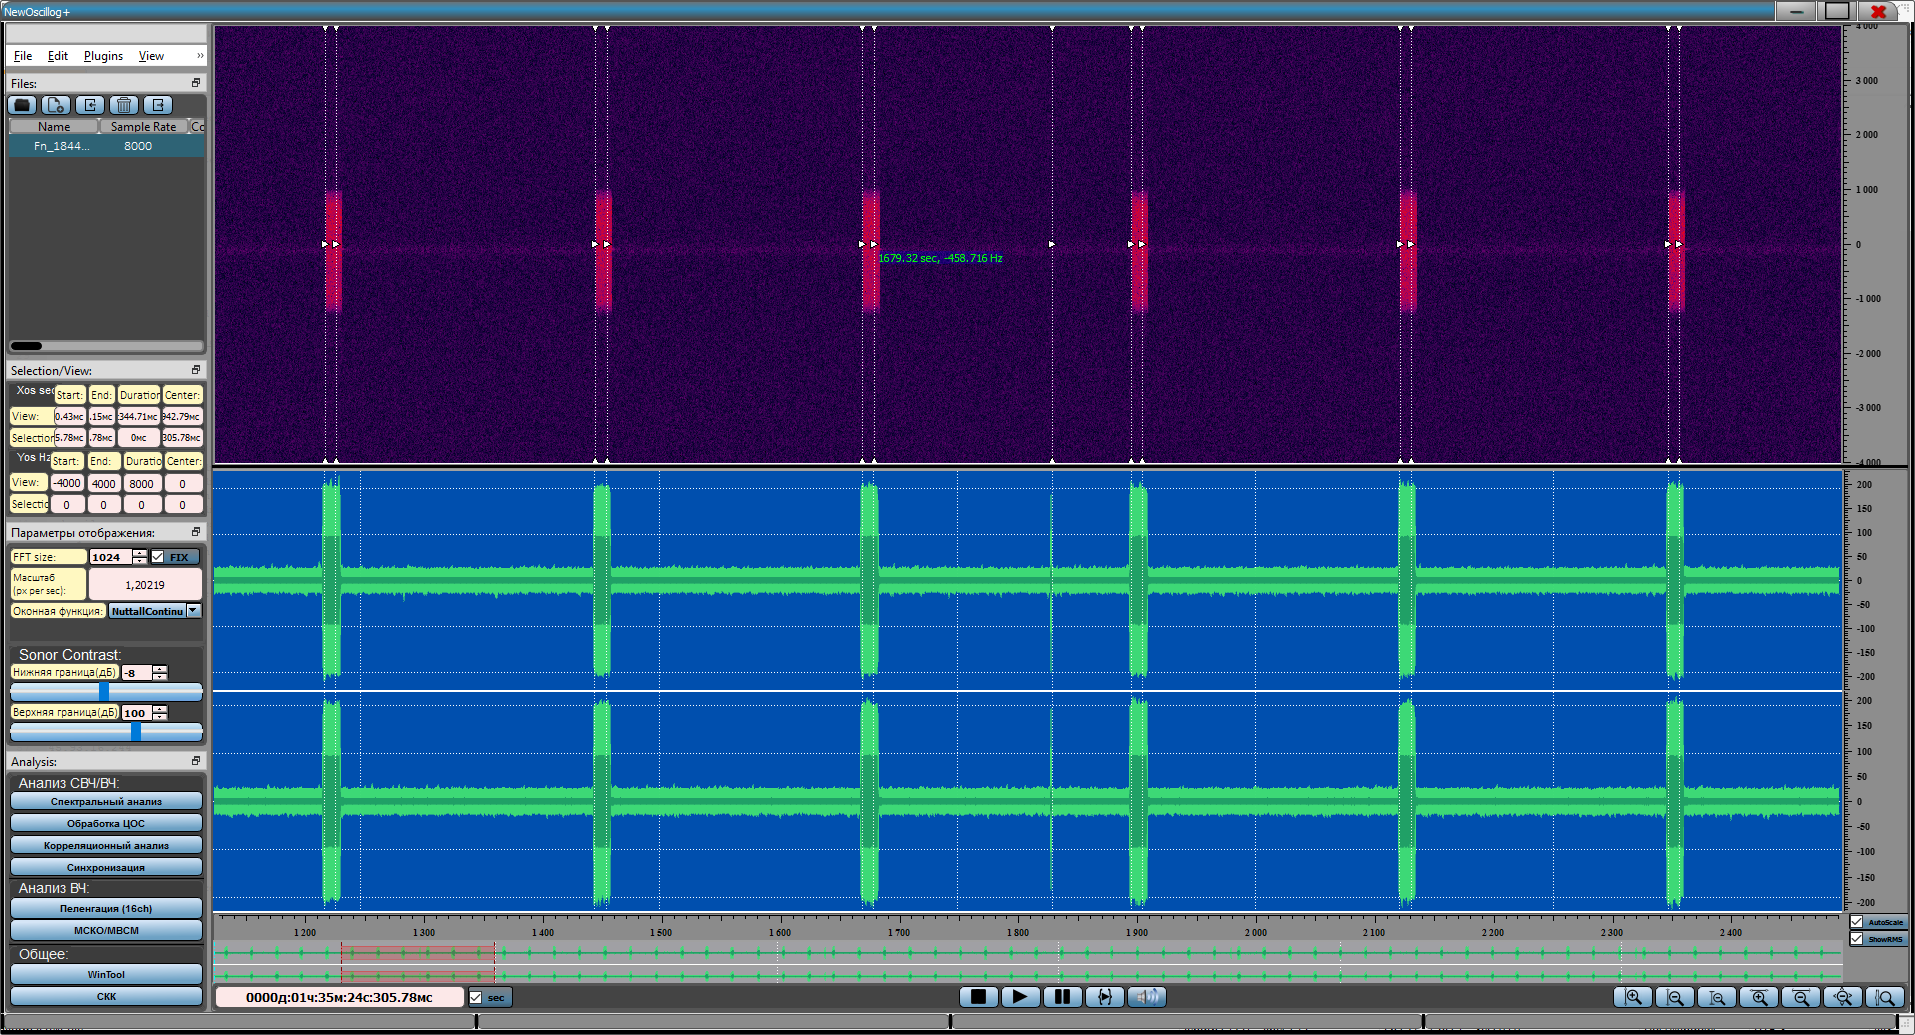 NewOscillog+
File Edit Plugins View »
Files:
Name Sample Rate Co
Fn_1844... 8000
Selection/View:
Xos sec Start: End: Duration Center:
View: 0.43мс .15мс :344.71мс 942.79мс
Selection 5.78мс .78мс 0мс 305.78мс
Yos Hz Start: End: Duratio Center:
View: -4000 4000 8000 0
Selectic 0 0 0 0
Параметры отображения:
FFT size: 1024 FIX
Масштаб
(px per sec): 1,20219
Оконная функция: NuttallContinu
Sonor Contrast:
Нижняя граница(дБ) -8
Верхняя граница(дБ) 100
Analysis:
Анализ СВЧ/ВЧ:
Спектральный анализ
Обработка ЦОС
Корреляционный анализ
Синхронизация
Анализ ВЧ:
Пеленгация (16ch)
МСКО/МВСМ
Общее:
WinTool
СКК
1679.32 sec, -458.716 Hz
4 000
3 000
2 000
1 000
0
-1 000
-2 000
-3 000
-4 000
200
150
100
50
0
-50
-100
-150
-200
200
150
100
50
0
-50
-100
-150
-200
1 200 1 300 1 400 1 500 1 600 1 700 1 800 1 900 2 000 2 100 2 200 2 300 2 400
AutoScale
ShowRMS
0000д:01ч:35м:24с:305.78мс sec